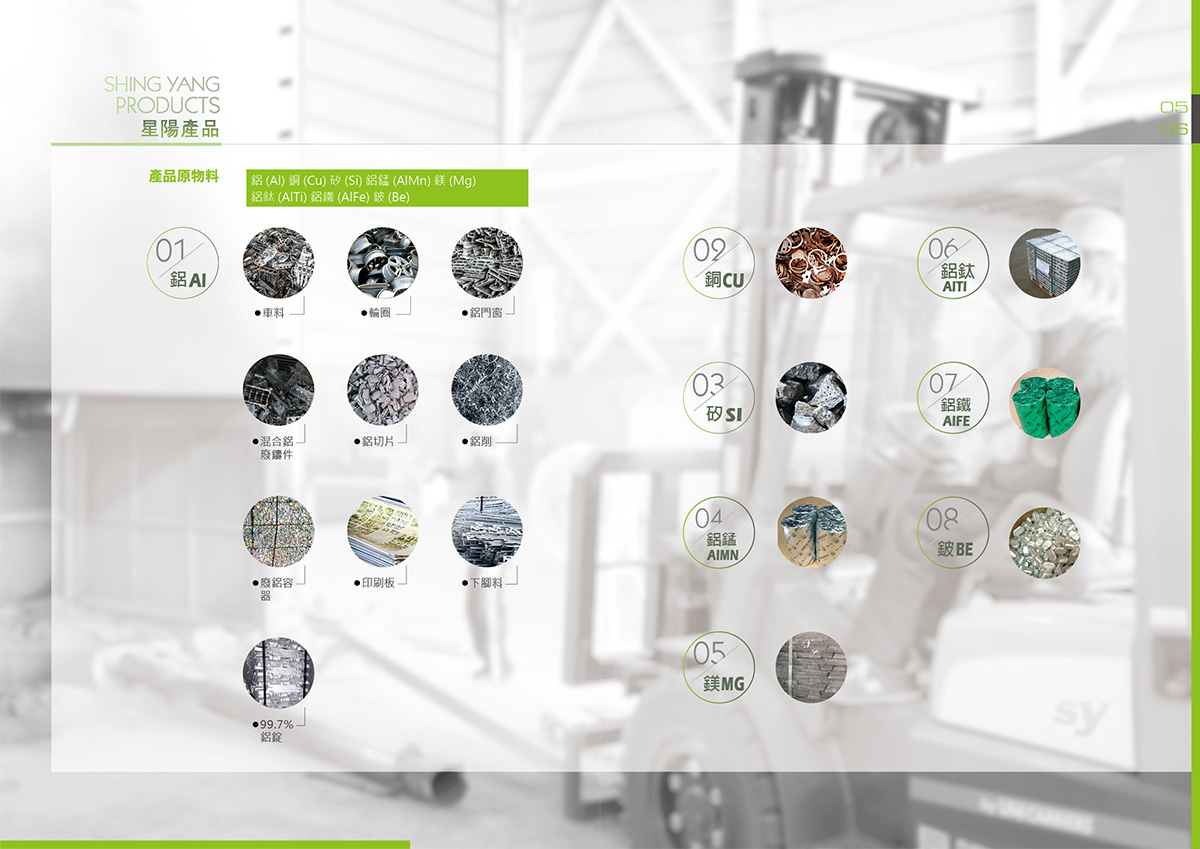 SHING YANG
PRODUCTS
星陽產品
05
06
產品原物料
鋁 (Al) 銅 (Cu) 矽 (Si) 鋁錳 (AlMn) 鎂 (Mg)
鋁鈦 (AlTi) 鋁鐵 (AlFe) 鈹 (Be)
01
鋁Al
●車料
●輪圈
●鋁門窗
●混合鋁
廢鑄件
●鋁切片
●鋁削
●廢鋁容
器
●印刷板
●下腳料
●99.7%
鋁錠
09
銅CU
03
矽SI
04
鋁錳
AlMN
05
鎂MG
06
鋁鈦
AlTI
07
鋁鐵
AIFE
08
鈹BE
sy